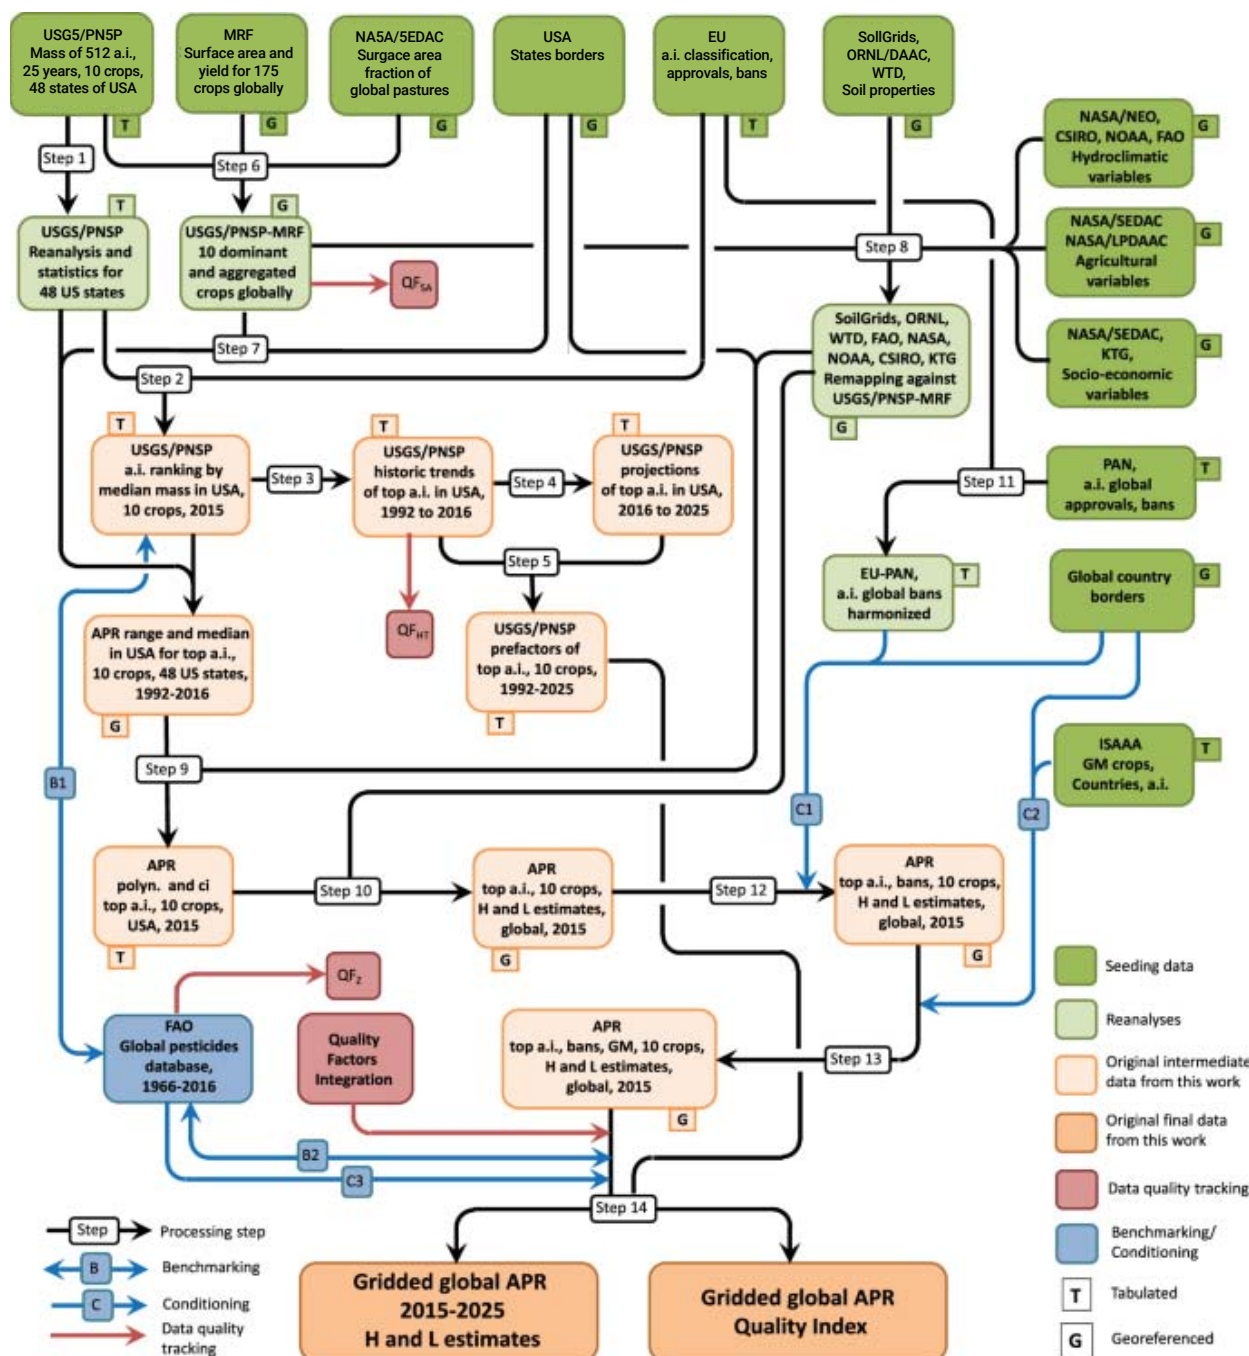 USG5/PN5P
Mass of 512 a.i.,
25 years, 10 crops,
48 states of USA
T
MRF
Surfface area and
yield for 175
crops globally
G
NA5A/5EDAC
Surgace area
fraction of
global pastures
G
USA
States borders
G
EU
a.i. classification,
approvals, bans
T
SollGrids,
ORNL/DAAC,
WTD,
Soil properties
G
NASA/NEO,
CSIRO, NOAA, FAO
Hydroclimatic
variables
G
Step 1
Step 6
T
USGS/PNSP
Reanalysis and
statistics for
48 US states
G
USGS/PNSP-MRF
10 dominant
and aggregated
crops globally
QF SA
Step 8
NASA/SEDAC
NASA/LPDAAC
Agricultural
variables
G
Step 7
Step 2
SoilGrids, ORNL,
WTD, FAO, NASA,
NOAA, CSIRO, KTG
Remapping against
USGS/PNSP-MRF
G
NASA/SEDAC,
KTG,
Socio-economic
variables
G
T
USGS/PNSP
a.i. ranking by
median mass in USA,
10 crops, 2015
Step 3
T
USGS/PNSP
historic trends
of top a.i. in USA,
1992 to 2016
Step 4
T
USGS/PNSP
projections
of top a.i. in USA,
2016 to 2025
Step 11
PAN,
a.i. global
approvals, bans
T
Step 5
EU-PAN,
a.i. global bans
harmonized
T
Global country
borders
G
APR range and median
in USA for top a.i.,
10 crops, 48 US states,
1992-2016
G
QF HT
USGS/PNSP
prefactors of
top a.i., 10 crops,
1992-2025
T
ISAAA
GM crops,
Countries, a.i.
T
Step 9
B1
C1
C2
APR
polyn. and ci
top a.i., 10 crops,
USA, 2015
T
Step 10
APR
top a.i., 10 crops,
H and L estimates,
global, 2015
G
Step 12
APR
top a.i., bans, 10 crops,
H and L estimates,
global, 2015
G
QF Z
FAO
Global pesticides
database,
1966-2016
Quality
Factors
Integration
APR
top a.i., bans, GM, 10 crops,
H and L estimates,
global, 2015
G
Step 13
B2
C3
Step 14
Gridded global APR
2015-2025
H and L estimates
Gridded global APR
Quality Index
Step
Processing step
B
Benchmarking
C
Conditioning
Data quality
tracking
Seeding data
Reanalyses
Original intermediate
data from this work
Original final data
from this work
Data quality tracking
Benchmarking/
Conditioning
T
Tabulated
G
Georeferenced